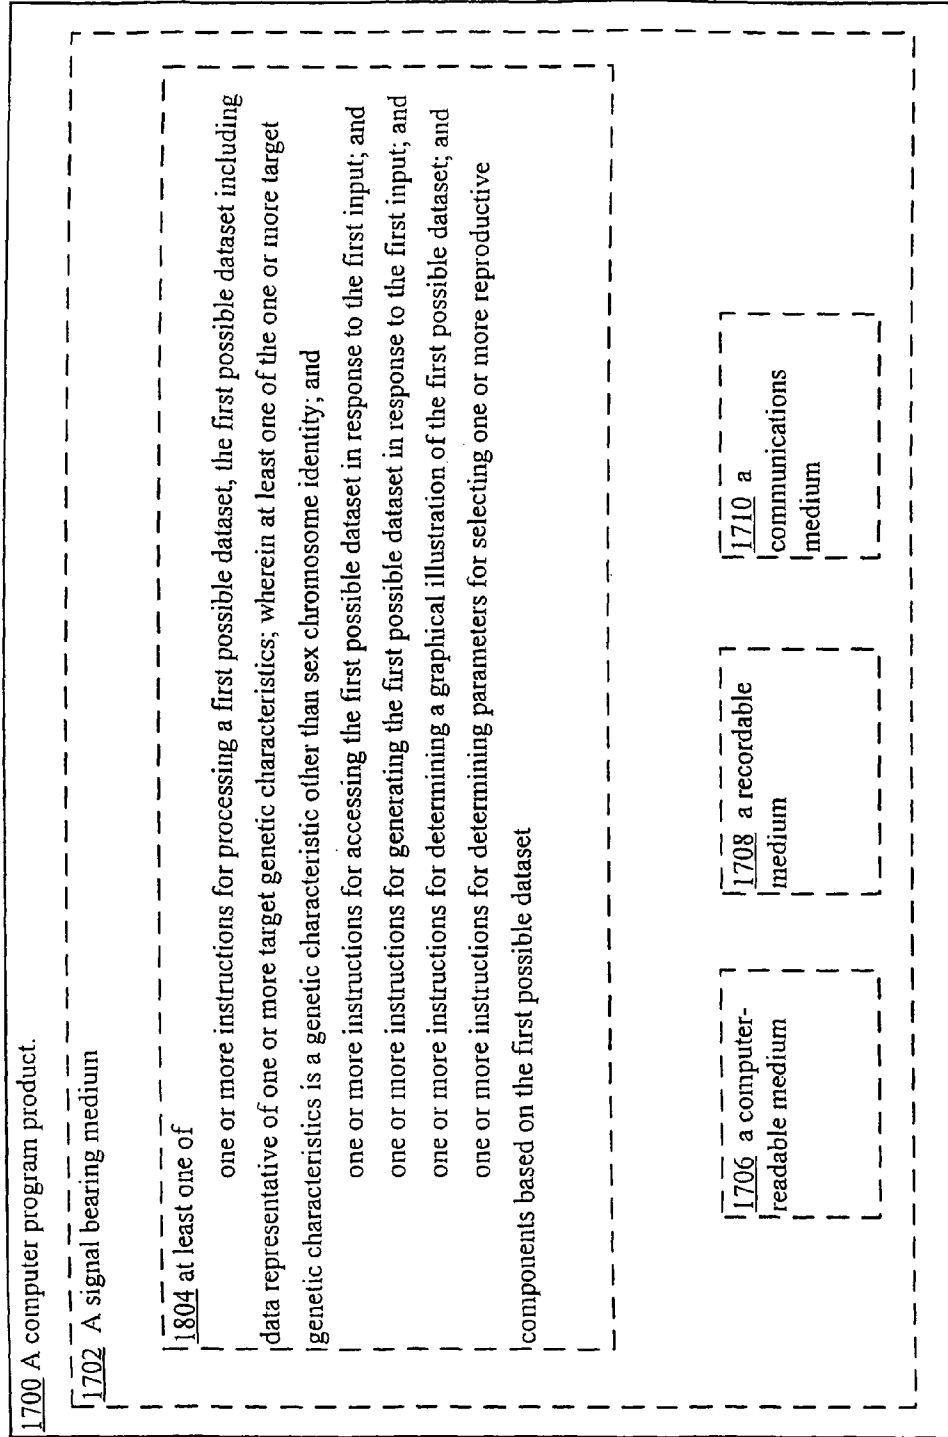 1700 A computer program product.
1702 A signal bearing medium
1804 at least one of
one or more instructions for processing a first possible dataset, the first possible dataset including
data representative of one or more target genetic characteristics; wherein at least one of the one or more target
genetic characteristics is a genetic characteristic other than sex chromosome identity; and
one or more instructions for accessing the first possible dataset in response to the first input; and
one or more instructions for generating the first possible dataset in response to the first input; and
one or more instructions for determining a graphical illustration of the first possible dataset; and
one or more instructions for determining parameters for selecting one or more reproductive
components based on the first possible dataset
1706 a computer-
readable medium
1708 a recordable
medium
1710 a
communications
medium